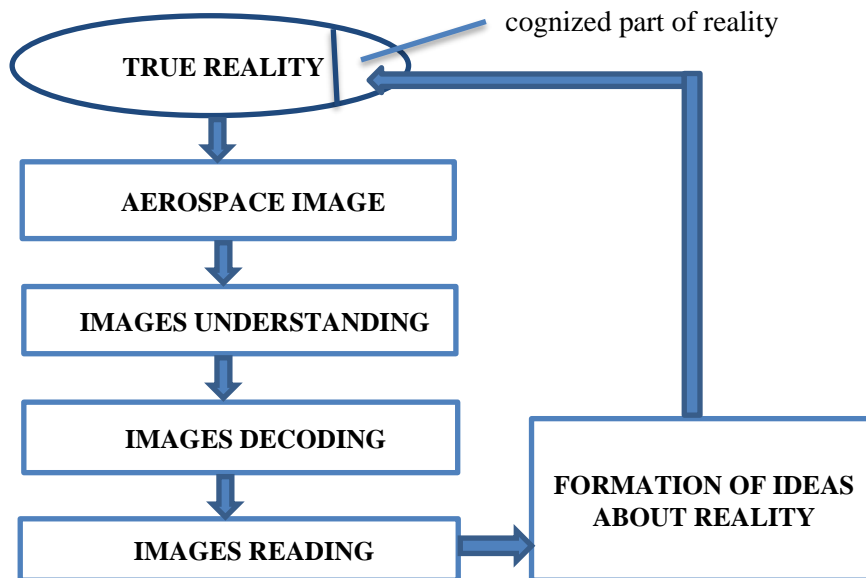 cognized part of reality
TRUE REALITY
AEROSPACE IMAGE
IMAGES UNDERSTANDING
IMAGES DECODING
IMAGES READING
FORMATION OF IDEAS
ABOUT REALITY